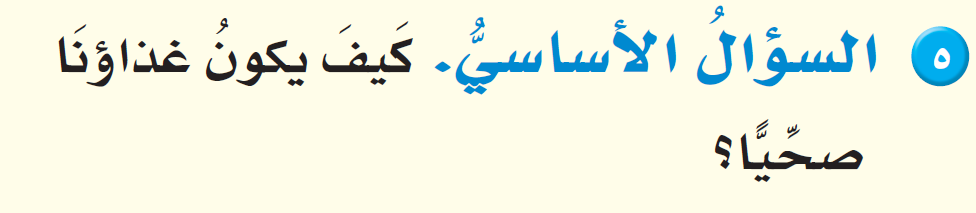 ٥ السؤالُ الأساسيُّ. كَيفَ يكونُ غذاؤنَا
صحِّيًّا؟